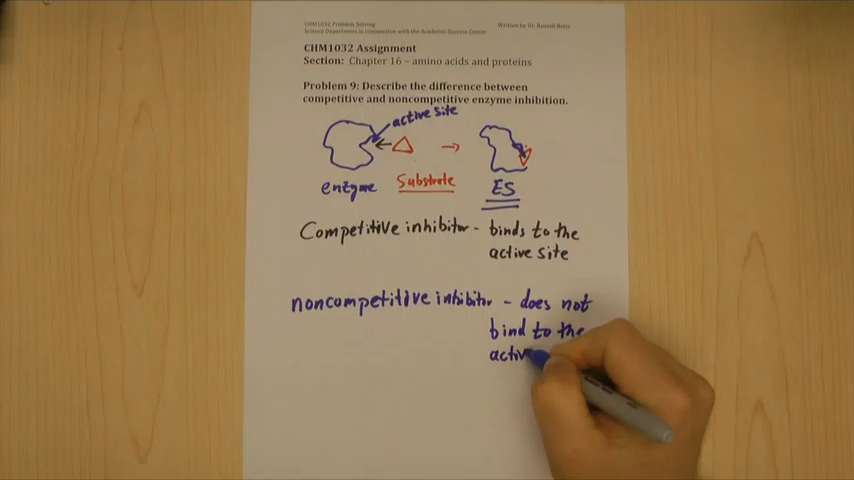 CHM1032 Problem Solving Written by Dr. Russell Betts
Science Department in conjunction with the Academic Success Center
CHM1032 Assignment
Section: Chapter 16 – amino acids and proteins
Problem 9: Describe the difference between
competitive and noncompetitive enzyme inhibition.
active site
enzyme Substrate ES
Competitive inhibitor - binds to the
active site
noncompetitive inhibitor - does not
bind to the
activ